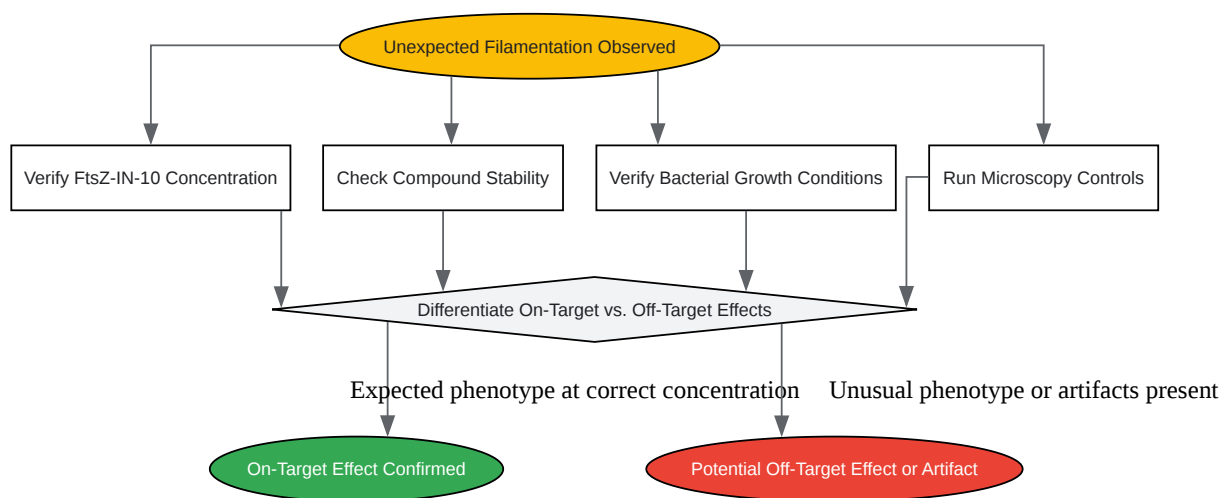 Unexpected Filamentation Observed
Verify FtsZ-IN-10 Concentration
Check Compound Stability
Verify Bacterial Growth Conditions
Run Microscopy Controls
Differentiate On-Target vs. Off-Target Effects
Expected phenotype at correct concentration
Unusual phenotype or artifacts present
On-Target Effect Confirmed
Potential Off-Target Effect or Artifact